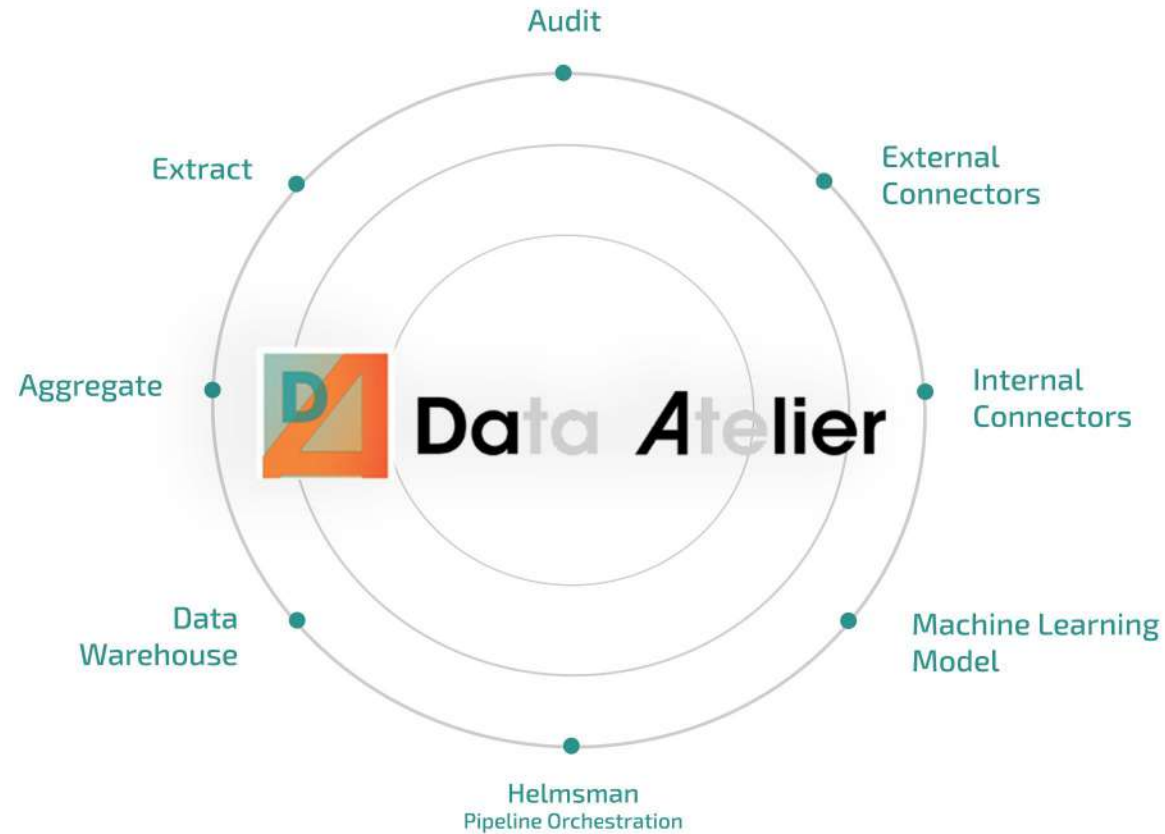 Audit
External
Connectors
Internal
Connectors
Machine Learning
Model
Helmsman
Pipeline Orchestration
Data
Warehouse
Aggregate
Extract
D
Data Atelier